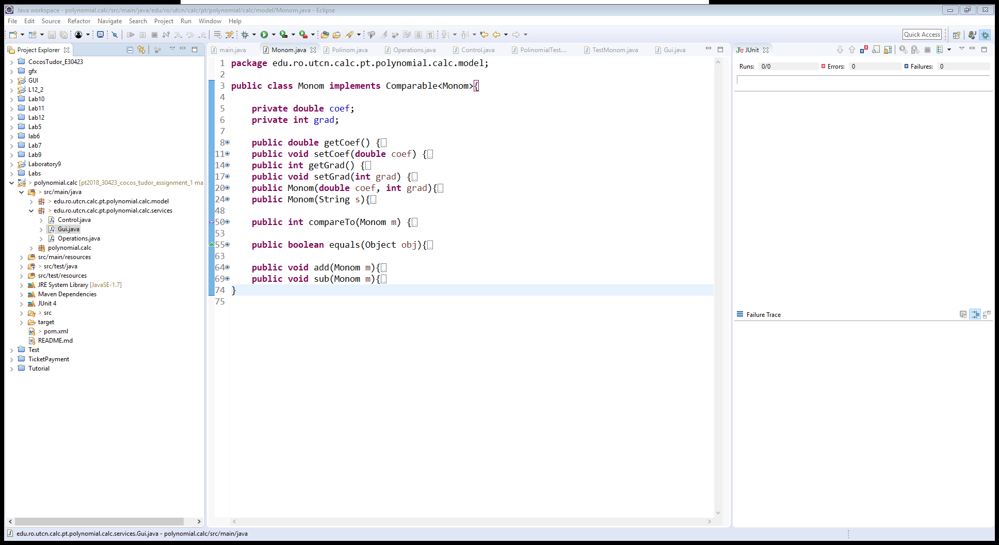 Java workspace - polynomial.calc/src/main/java/edu/ro/utcn/calc/pt/polynomial/calc/model/Monom.java - Eclipse
File Edit Source Refactor Navigate Search Project Run Window Help
Quick Access
Project Explorer
CocosTudor_E30423
gfx
GUI
L12_2
Lab10
Lab11
Lab12
Lab5
lab6
Lab7
Lab9
Laboratory9
Labs
> polynomial.calc [pt2018_30423_cocos_tudor_assignment_1 ma
> src/main/java
> edu.ro.utcn.calc.pt.polynomial.calc.model
> edu.ro.utcn.calc.pt.polynomial.calc.services
Control.java
Gui.java
Operations.java
polynomial.calc
src/main/resources
> src/test/java
src/test/resources
JRE System Library [JavaSE-1.7]
Maven Dependencies
JUnit 4
> src
target
> pom.xml
README.md
Test
TicketPayment
Tutorial
main.java Monom.java Polinom.java Operations.java Control.java PolinomialTest.... TestMonom.java Gui.java
1 package edu.ro.utcn.calc.pt.polynomial.calc.model;
2
3 public class Monom implements Comparable<Monom>{
4
5 private double coef;
6 private int grad;
7
8 public double getCoef() {
11 public void setCoef(double coef) {
14 public int getGrad() {
17 public void setGrad(int grad) {
20 public Monom(double coef, int grad){
24 public Monom(String s){
48
50 public int compareTo(Monom m) {
53
55 public boolean equals(Object obj){
63
64 public void add(Monom m){
69 public void sub(Monom m){
74 }
75
JUnit
Runs: 0/0 Errors: 0 Failures: 0
Failure Trace
edu.ro.utcn.calc.pt.polynomial.calc.services.Gui.java - polynomial.calc/src/main/java